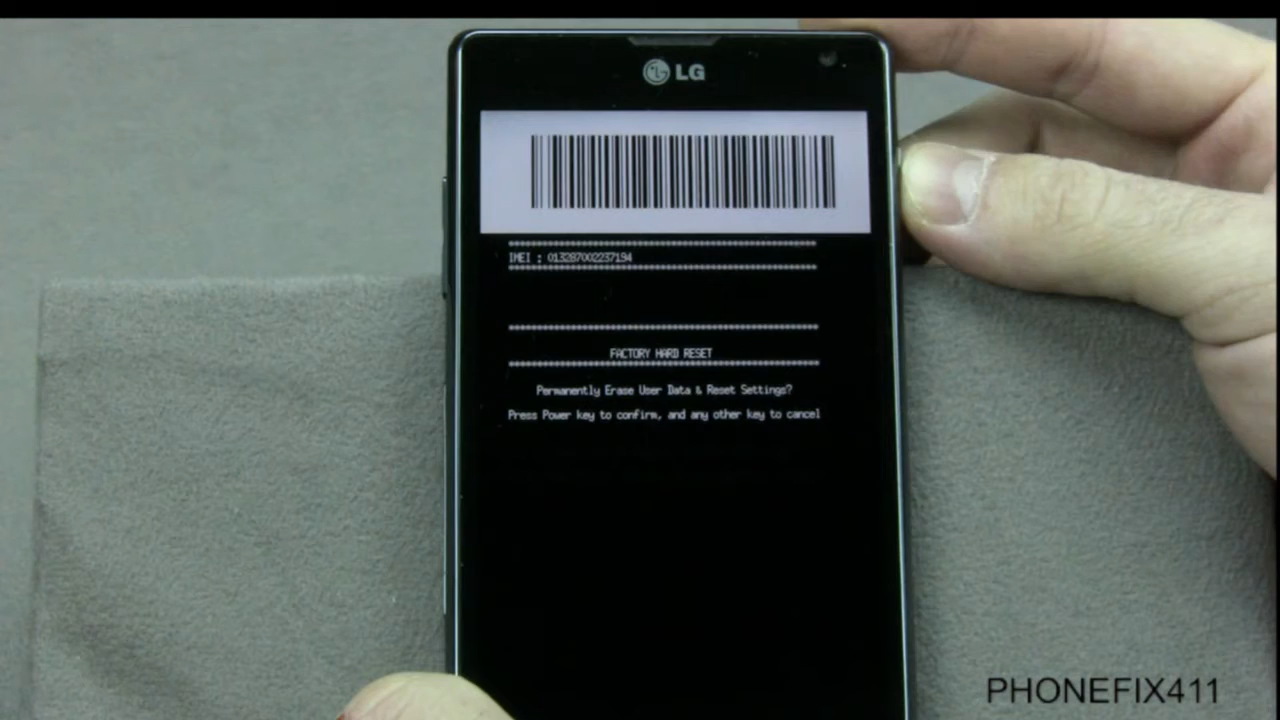 LG
IMEI : 013287002237194
FACTORY HARD RESET
Permanently Erase User Data & Reset Settings?
Press Power key to confirm, and any other key to cancel
PHONEFIX411